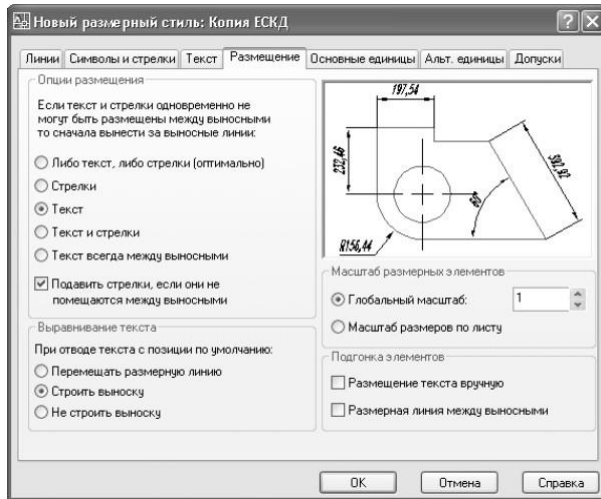 Новый размерный стиль: Копия ЕСКД
Линии Символы и стрелки Текст Размещение Основные единицы Альт. единицы Допуски
Опции размещения
Если текст и стрелки одновременно не
могут быть размещены между выносными
то сначала вынести за выносные линии:
Либо текст, либо стрелки (оптимально)
Стрелки
Текст
Текст и стрелки
Текст всегда между выносными
Подавить стрелки, если они не
помещаются между выносными
Выравнивание текста
При отводе текста с позиции по умолчанию:
Перемещать размерную линию
Строить выноску
Не строить выноску
197,54
232,46
392,92
60°
R156,44
Масштаб размерных элементов
Глобальный масштаб:
1
Масштаб размеров по листу
Подгонка элементов
Размещение текста вручную
Размерная линия между выносными
ОК Отмена Справка